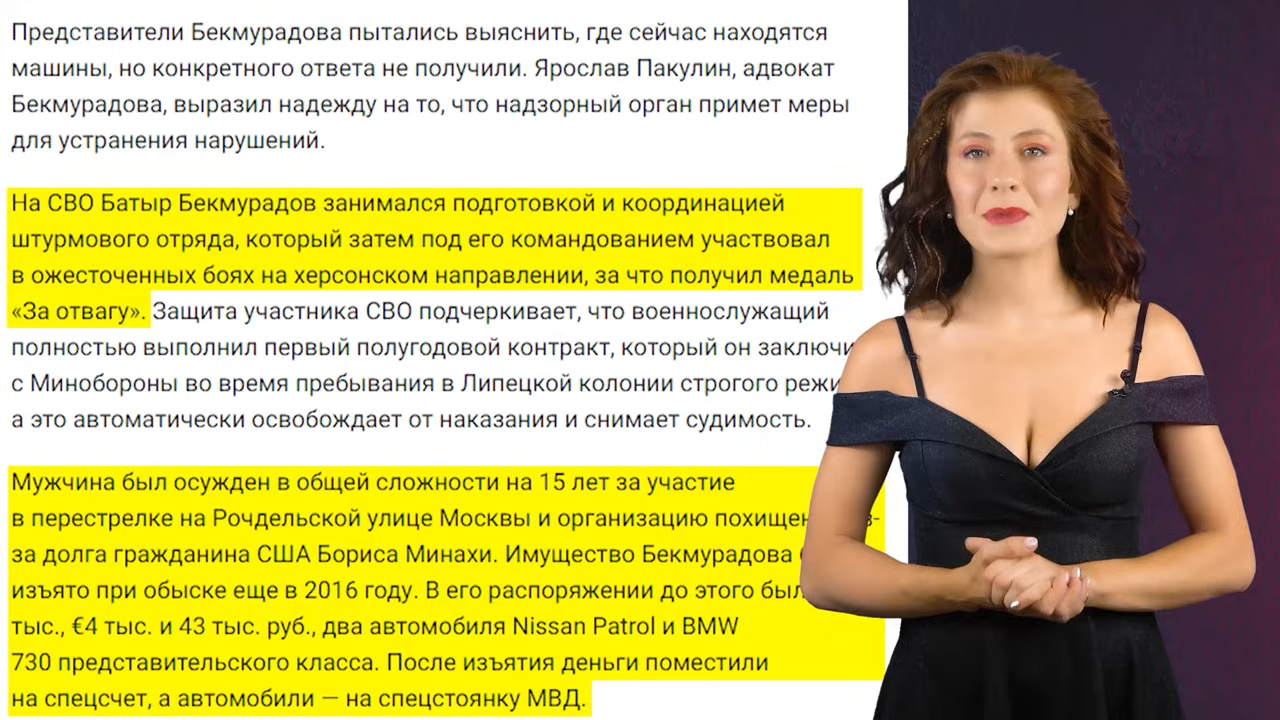 Представители Бекмурадова пытались выяснить, где сейчас находятся
машины, но конкретного ответа не получили. Ярослав Пакулин, адвокат
Бекмурадова, выразил надежду на то, что надзорный орган примет меры
для устранения нарушений.
На СВО Батыр Бекмурадов занимался подготовкой и координацией
штурмового отряда, который затем под его командованием участвовал
в ожесточенных боях на херсонском направлении, за что получил медаль
«За отвагу». Защита участника СВО подчеркивает, что военнослужащий
полностью выполнил первый полугодовой контракт, который он
с Минобороны во время пребывания в Липецкой колонии строгого
а это автоматически освобождает от наказания и снимает судимость.
Мужчина был осужден в общей сложности на 15 лет за участие
в перестрелке на Рочдельской улице Москвы и организацию
за долга гражданина США Бориса Минахи. Имущество Бекмурадова
изъято при обыске еще в 2016 году. В его распоряжении до этого
тыс., €4 тыс. и 43 тыс. руб., два автомобиля Nissan Patrol и BMW
730 представительского класса. После изъятия деньги поместили
на спецсчет, а автомобили — на спецстоянку МВД.